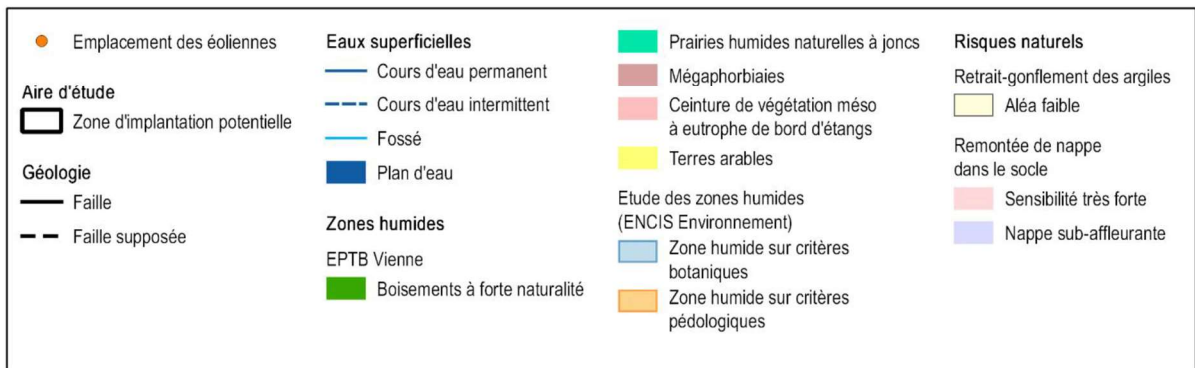 Emplacement des éoliennes
Aire d'étude
Zone d'implantation potentielle
Géologie
Faille
Faille supposée
Eaux superficielles
Cours d'eau permanent
Cours d'eau intermittent
Fossé
Plan d'eau
Zones humides
EPTB Vienne
Boisements à forte naturalité
Prairies humides naturelles à joncs
Mégaphorbiaies
Ceinture de végétation méso
à eutrophe de bord d'étangs
Terres arables
Etude des zones humides
(ENCIS Environnement)
Zone humide sur critères
botaniques
Zone humide sur critères
pédologiques
Risques naturels
Retrait-gonflement des argiles
Aléa faible
Remontée de nappe
dans le socle
Sensibilité très forte
Nappe sub-affleurante